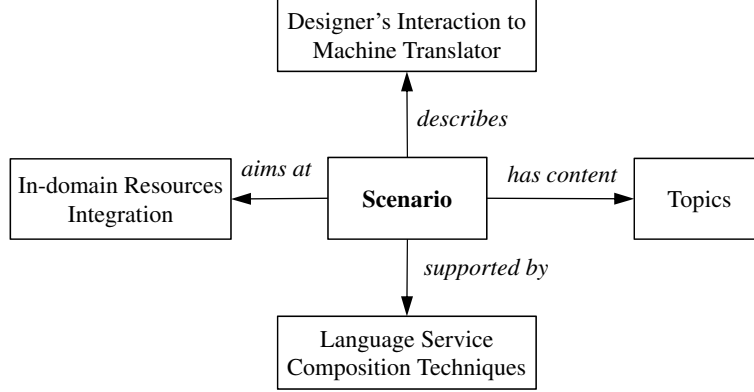 Designer's Interaction to
Machine Translator
describes
In-domain Resources
Integration
aims at
Scenario
has content
Topics
supported by
Language Service
Composition Techniques